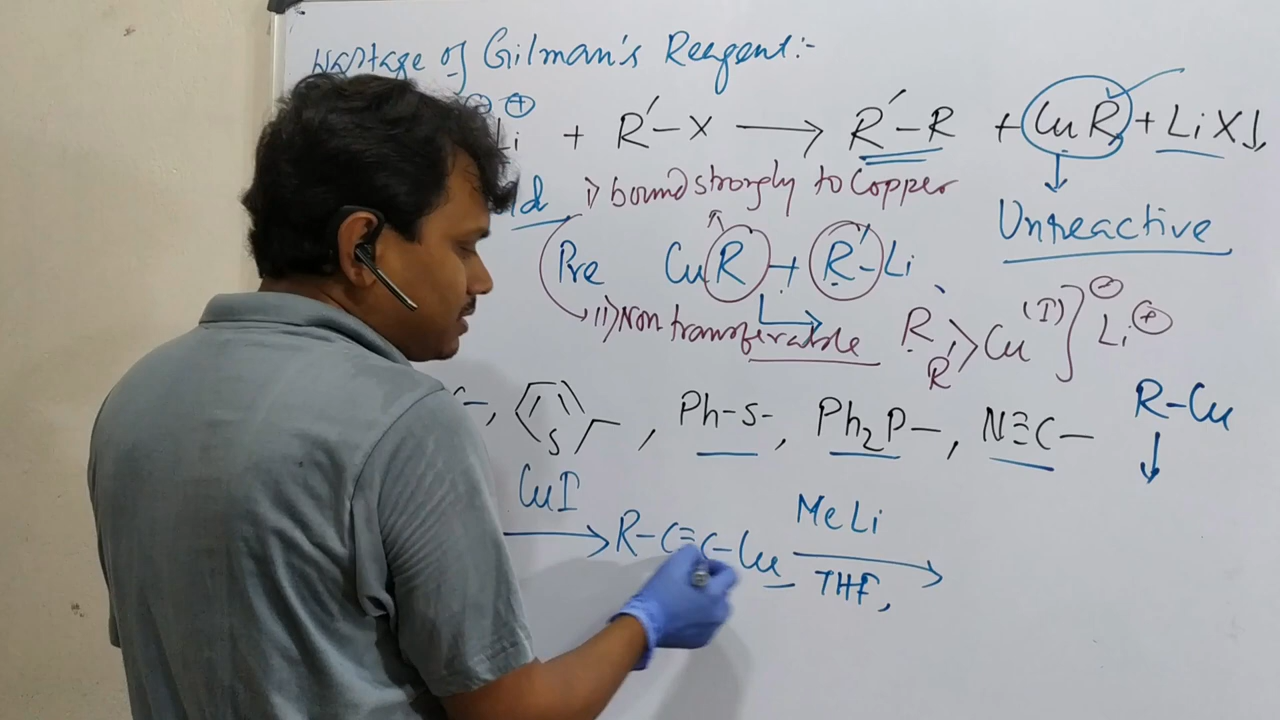 of Gilman's Reagent:-
⊖ ⊕
Li + R′-X ⟶ R′-R + CuR + LiX↓
i) bound strongly to Copper
Unreactive
Pre CuR + R′-Li
ii) Non transferable
R R′ > Cu (I) } ⊖ Li ⊕
S , Ph-S-, Ph2P-, N≡C-
R-Cu
CuI
R-C≡C-Cu MeLi
THF,